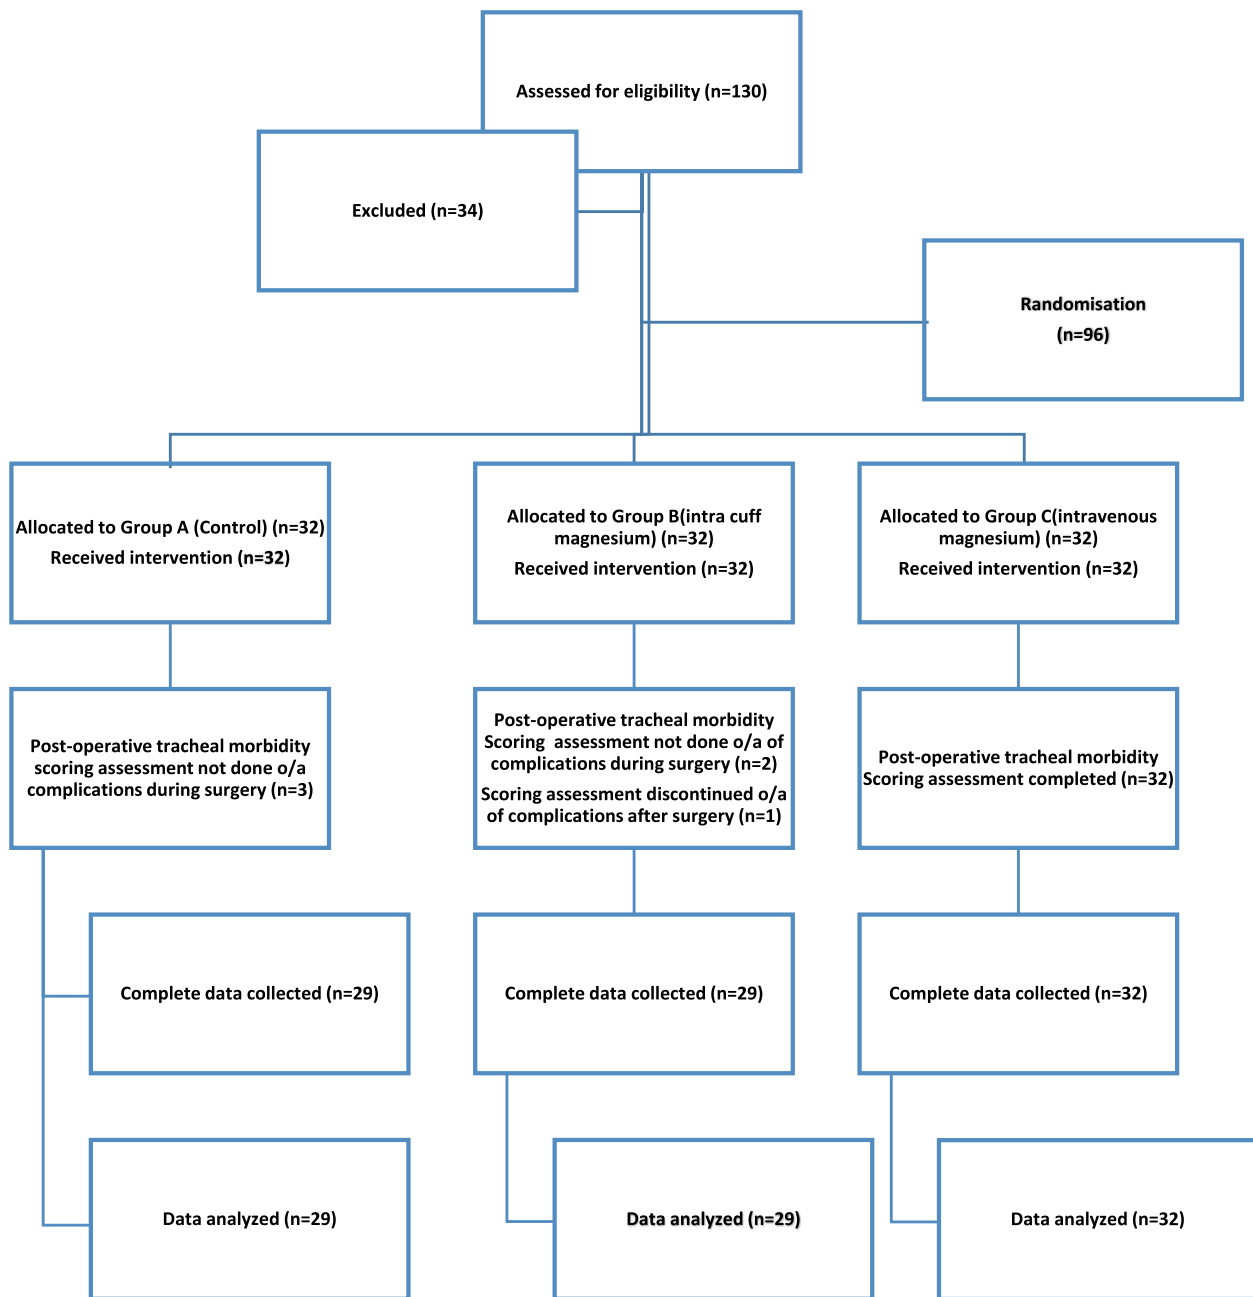 Assessed for eligibility (n=130)
Excluded (n=34)
Randomisation
(n=96)
Allocated to Group A (Control) (n=32)
Received intervention (n=32)
Allocated to Group B(intra cuff
magnesium) (n=32)
Received intervention (n=32)
Allocated to Group C(intravenous
magnesium) (n=32)
Received intervention (n=32)
Post-operative tracheal morbidity
scoring assessment not done o/a
complications during surgery (n=3)
Post-operative tracheal morbidity
Scoring assessment not done o/a of
complications during surgery (n=2)
Scoring assessment discontinued o/a
of complications after surgery (n=1)
Post-operative tracheal morbidity
Scoring assessment completed (n=32)
Complete data collected (n=29)
Complete data collected (n=29)
Complete data collected (n=32)
Data analyzed (n=29)
Data analyzed (n=29)
Data analyzed (n=32)